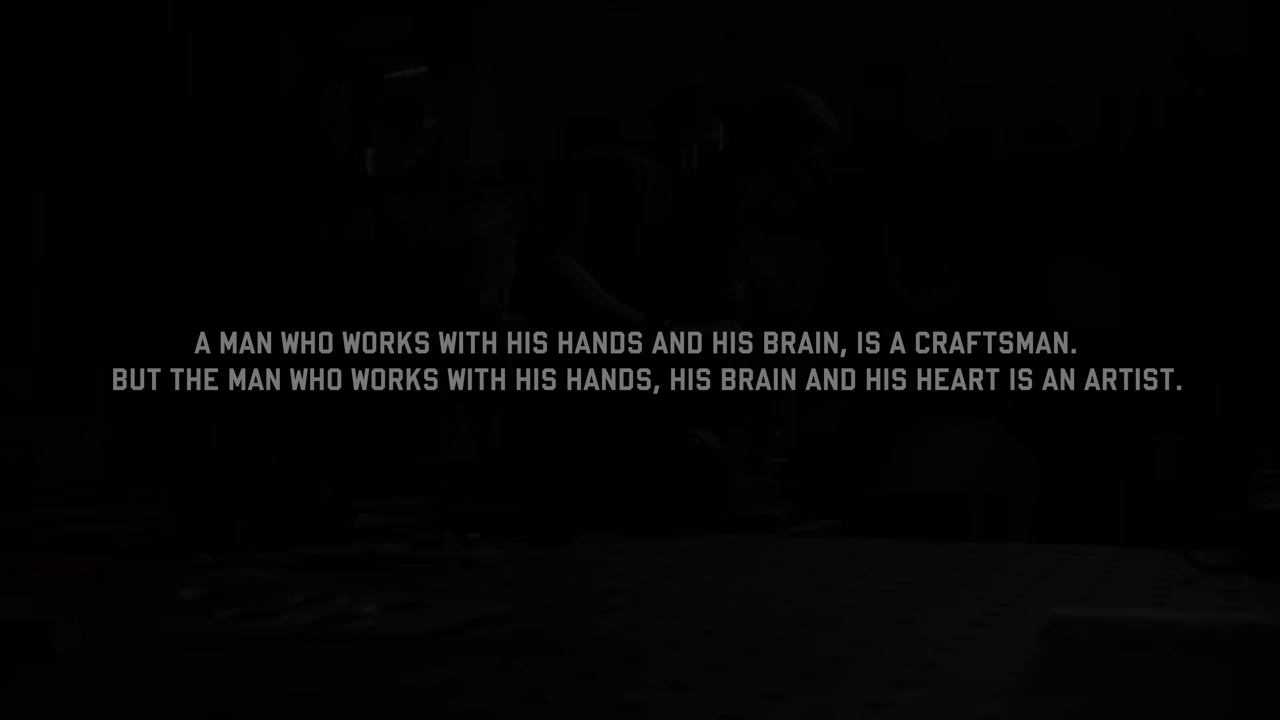 A MAN WHO WORKS WITH HIS HANDS AND HIS BRAIN, IS A CRAFTSMAN.
BUT THE MAN WHO WORKS WITH HIS HANDS, HIS BRAIN AND HIS HEART IS AN ARTIST.